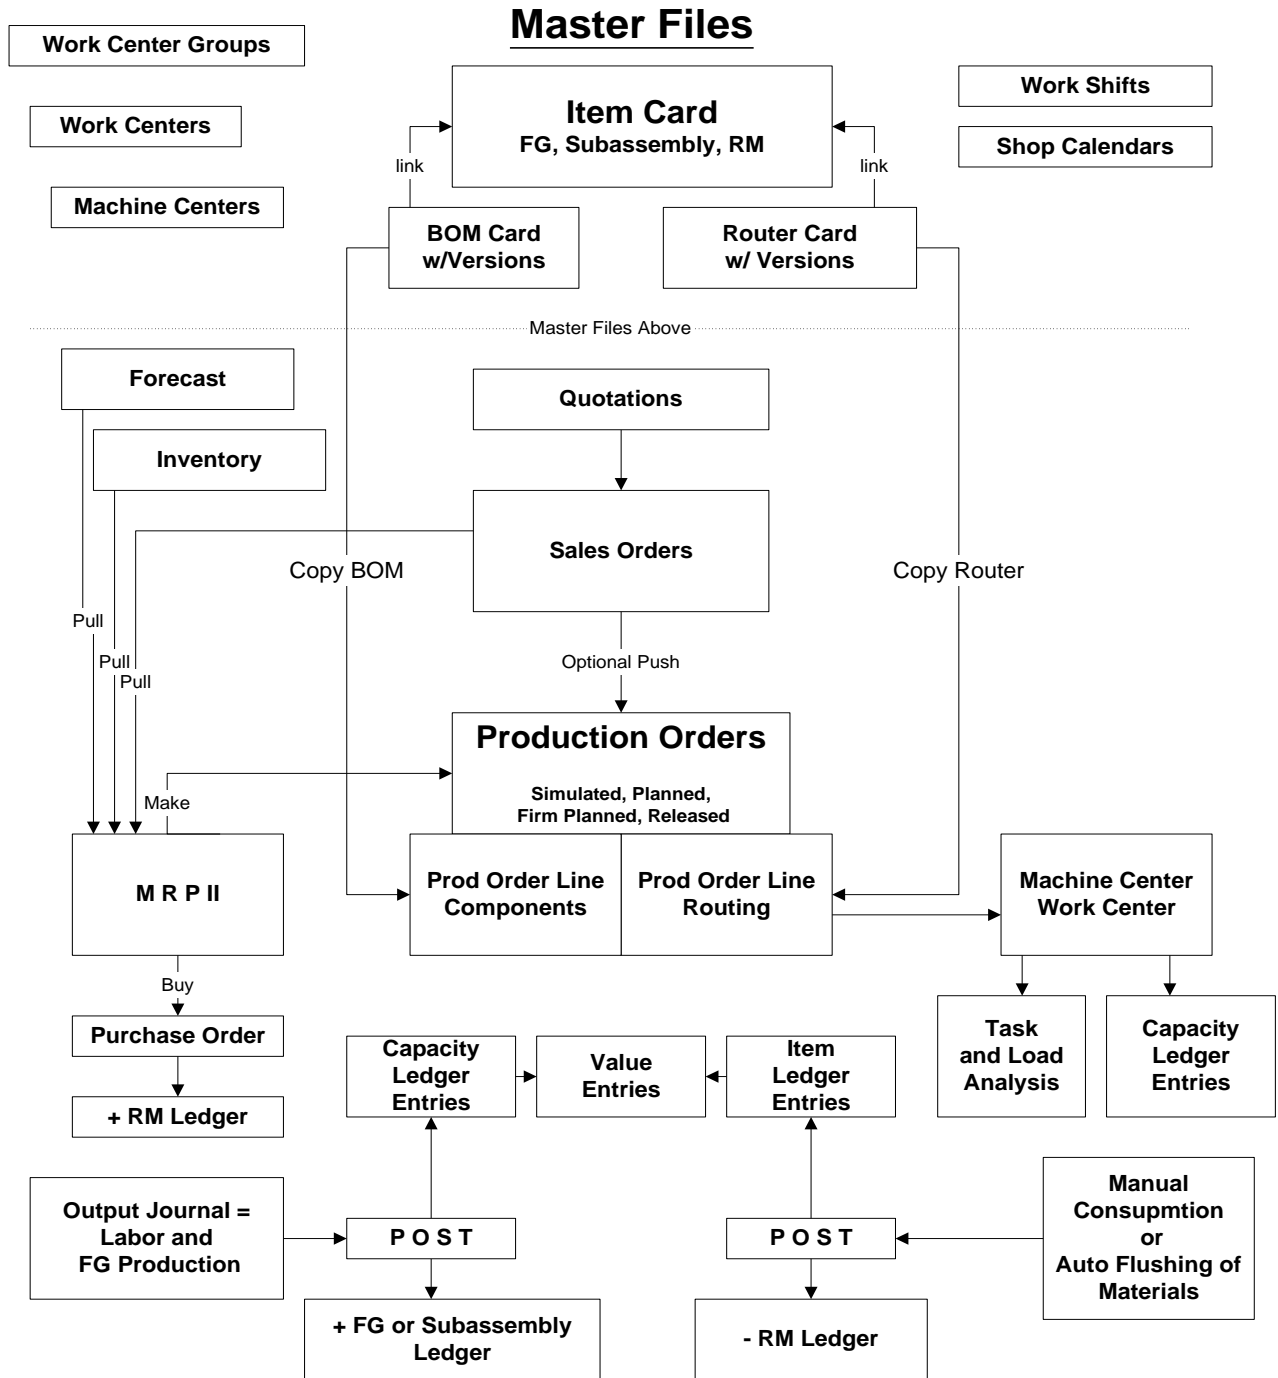 Master Files
Work Center Groups
Work Centers
Machine Centers
Item Card
FG, Subassembly, RM
Work Shifts
Shop Calendars
link
link
BOM Card
w/Versions
Router Card
w/ Versions
Master Files Above
Forecast
Inventory
Quotations
Sales Orders
Copy BOM
Copy Router
Pull
Pull
Pull
Optional Push
Production Orders
Simulated, Planned,
Firm Planned, Released
Make
M R P II
Prod Order Line
Components
Prod Order Line
Routing
Machine Center
Work Center
Buy
Purchase Order
+ RM Ledger
Capacity
Ledger
Entries
Value
Entries
Item
Ledger
Entries
Task
and Load
Analysis
Capacity
Ledger
Entries
Output Journal =
Labor and
FG Production
P O S T
P O S T
Manual
Consupmtion
or
Auto Flushing of
Materials
+ FG or Subassembly
Ledger
- RM Ledger